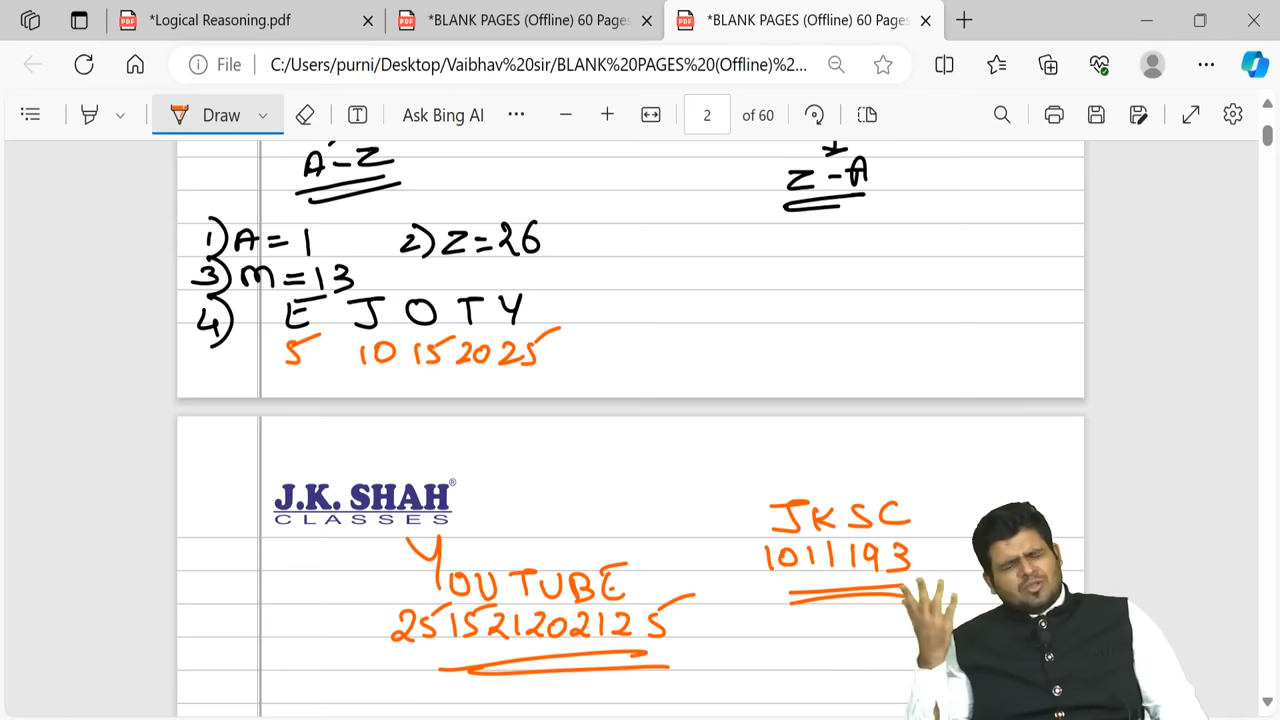 *Logical Reasoning.pdf
*BLANK PAGES (Offline) 60 Pages
*BLANK PAGES (Offline) 60 Pages
File
C:/Users/purni/Desktop/Vaibhav%20sir/BLANK%20PAGES%20(Offline)%2...
Draw
Ask Bing AI
2 of 60
A - Z
Z - A
1) A = 1 2) Z = 26
3) M = 13
4) E J O T Y
5 10 15 20 25
J.K. SHAH®
CLASSES
YOUTUBE
25 15 21 20 21 2 5
JKSC
10 11 19 3